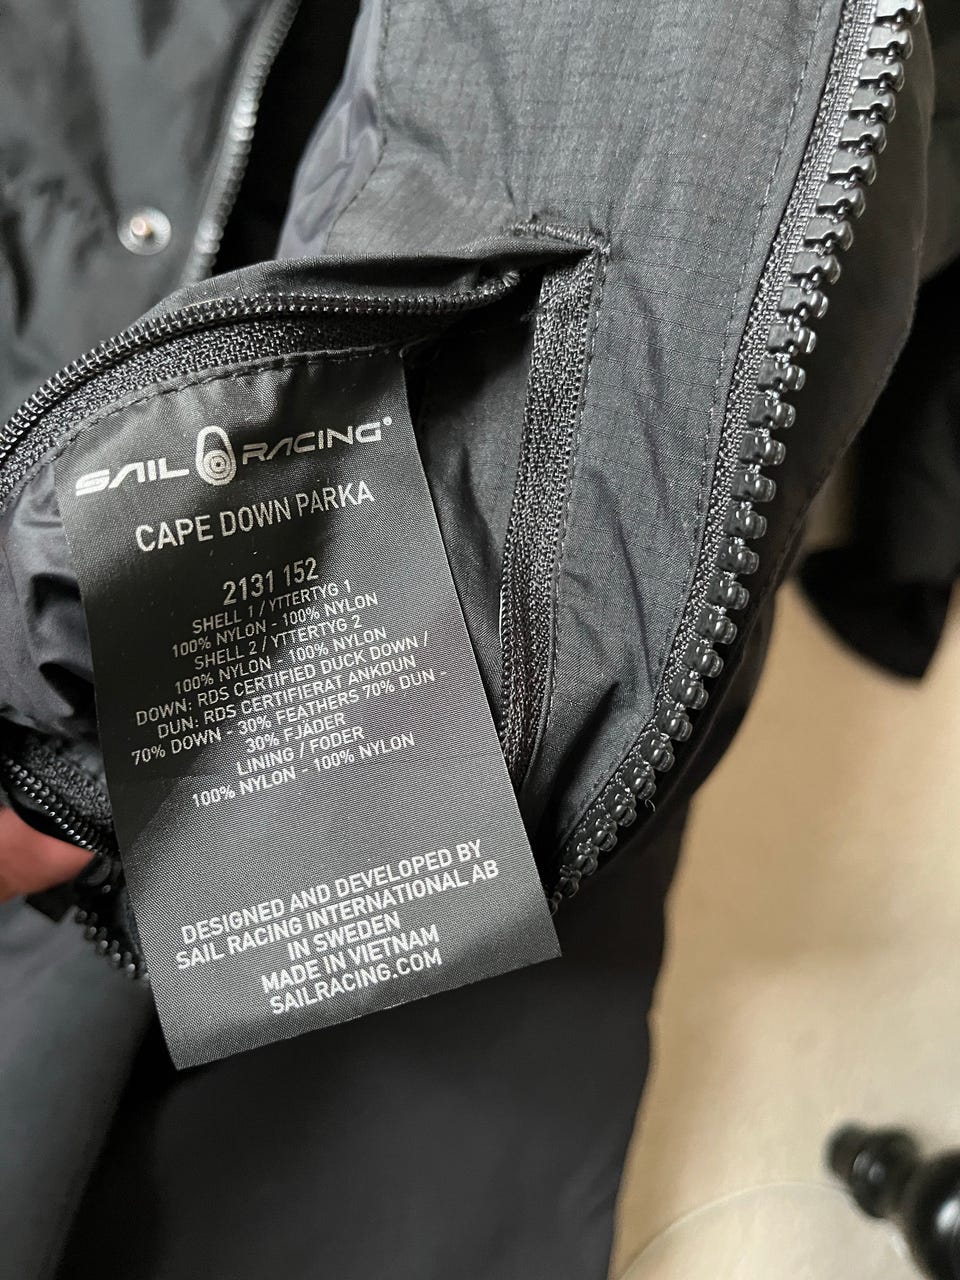 SAIL RACING®
CAPE DOWN PARKA
2131 152
SHELL 1 / YTTERTYG 1
100% NYLON - 100% NYLON
SHELL 2 / YTTERTYG 2
100% NYLON - 100% NYLON
DOWN: RDS CERTIFIED DUCK DOWN /
DUN: RDS CERTIFIERAT ANKDUN
70% DOWN - 30% FEATHERS 70% DUN -
30% FJÄDER
LINING / FODER
100% NYLON - 100% NYLON
DESIGNED AND DEVELOPED BY
SAIL RACING INTERNATIONAL AB
IN SWEDEN
MADE IN VIETNAM
SAILRACING.COM